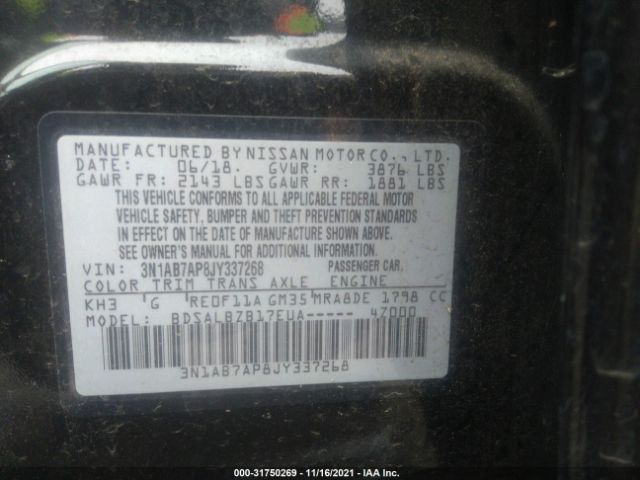 MANUFACTURED BY NISSAN MOTOR CO., LTD.
DATE: 06/18. GVWR: 3876 LBS
GAWR FR: 2143 LBS GAWR RR: 1881 LBS
THIS VEHICLE CONFORMS TO ALL APPLICABLE FEDERAL MOTOR
VEHICLE SAFETY, BUMPER AND THEFT PREVENTION STANDARDS
IN EFFECT ON THE DATE OF MANUFACTURE SHOWN ABOVE.
SEE OWNER'S MANUAL FOR ADDITIONAL INFORMATION.
VIN: 3N1AB7AP8JY337268 PASSENGER CAR.
COLOR TRIM TRANS AXLE ENGINE
KH3 'G 'RE0F11A GM35 MRA8DE 1798 CC
MODEL: BDSALBZB17EUA----- 4Z000
3N1AB7AP8JY337268
000-31750269 - 11/16/2021 - IAA Inc.